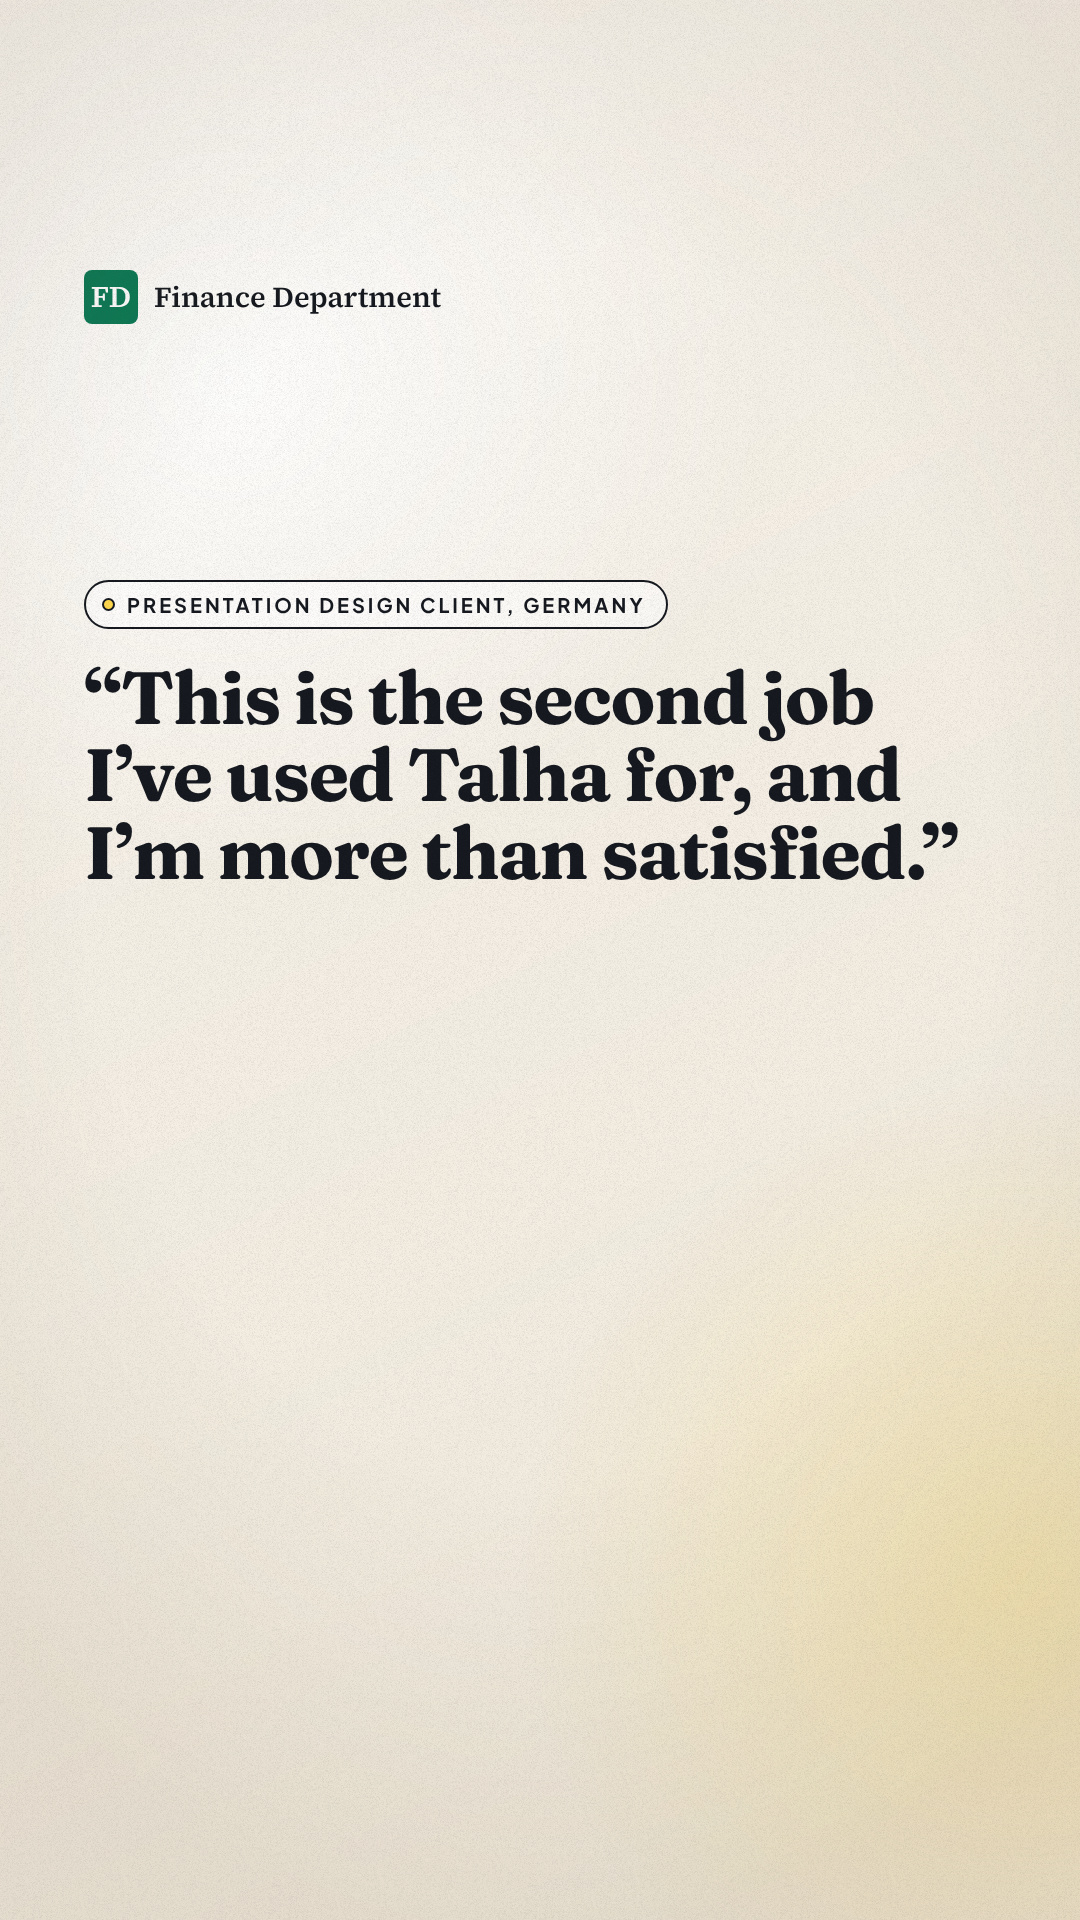 FD Finance Department
PRESENTATION DESIGN CLIENT, GERMANY
“This is the second job
I’ve used Talha for, and
I’m more than satisfied.”